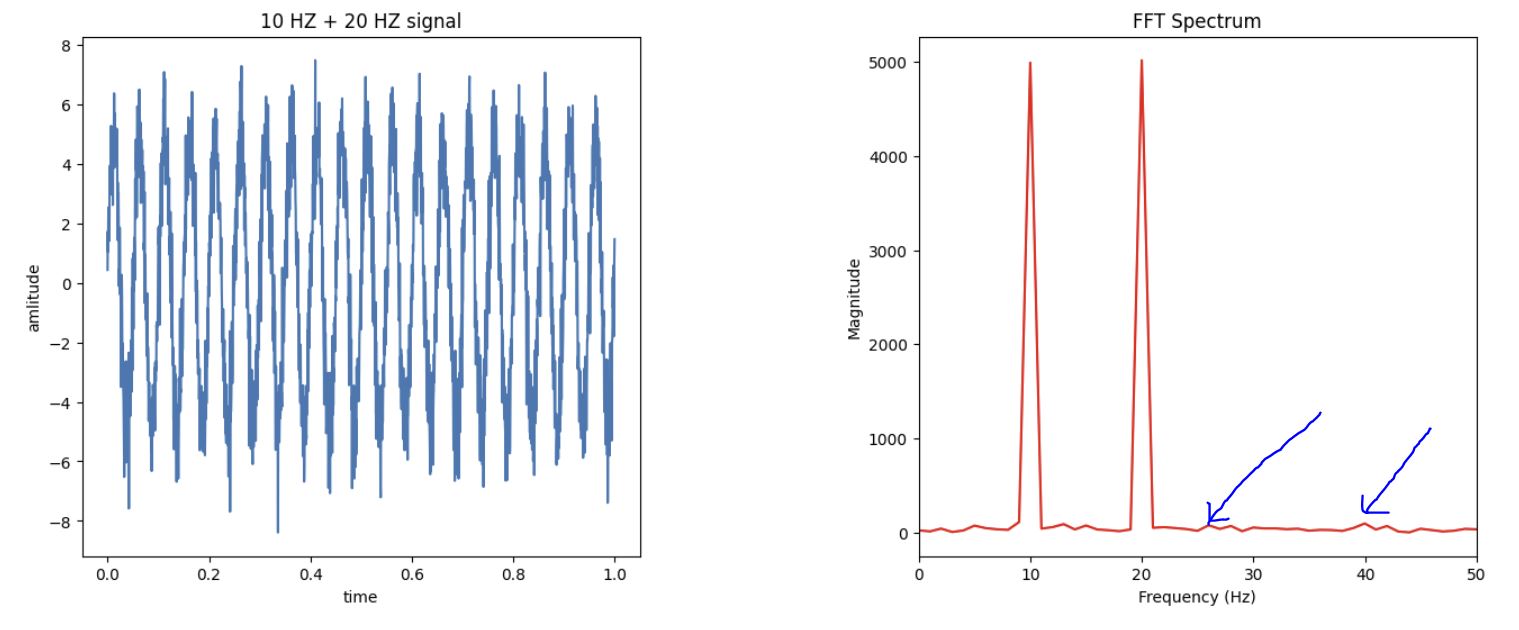 10 HZ + 20 HZ signal
8
6
4
2
0
−2
−4
−6
−8
amlitude
0.0 0.2 0.4 0.6 0.8 1.0
time
FFT Spectrum
5000
4000
3000
2000
1000
0
Magnitude
0 10 20 30 40 50
Frequency (Hz)